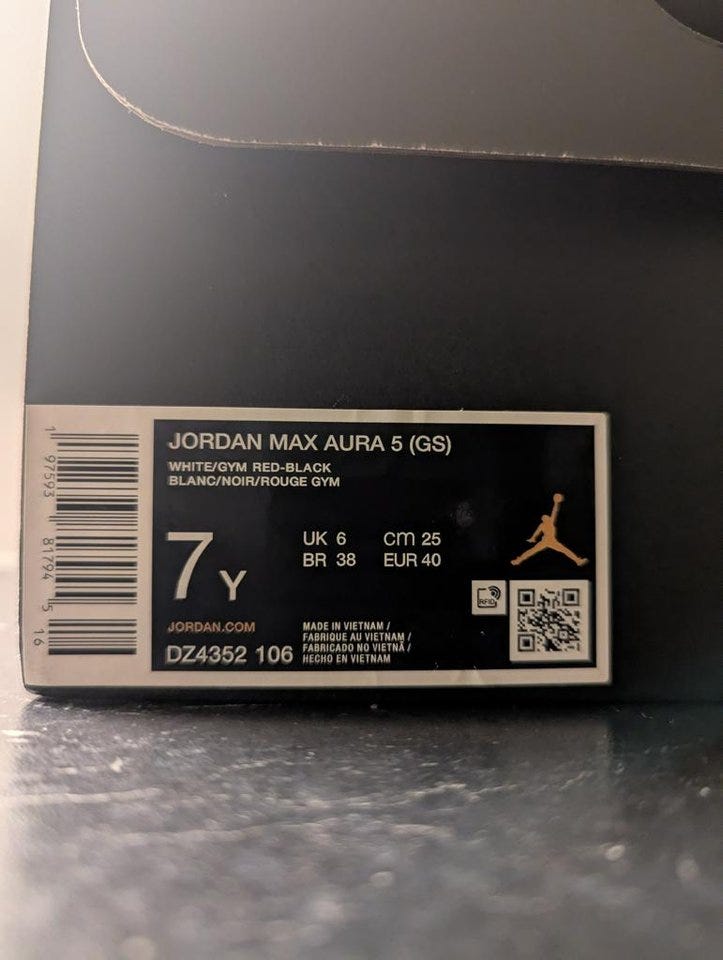 JORDAN MAX AURA 5 (GS)
WHITE/GYM RED-BLACK
BLANC/NOIR/ROUGE GYM
7Y
UK 6 cm 25
BR 38 EUR 40
RFID
JORDAN.COM
DZ4352 106
MADE IN VIETNAM /
FABRIQUE AU VIETNAM /
FABRICADO NO VIETNÃ /
HECHO EN VIETNAM
1 97593 81794 5 16